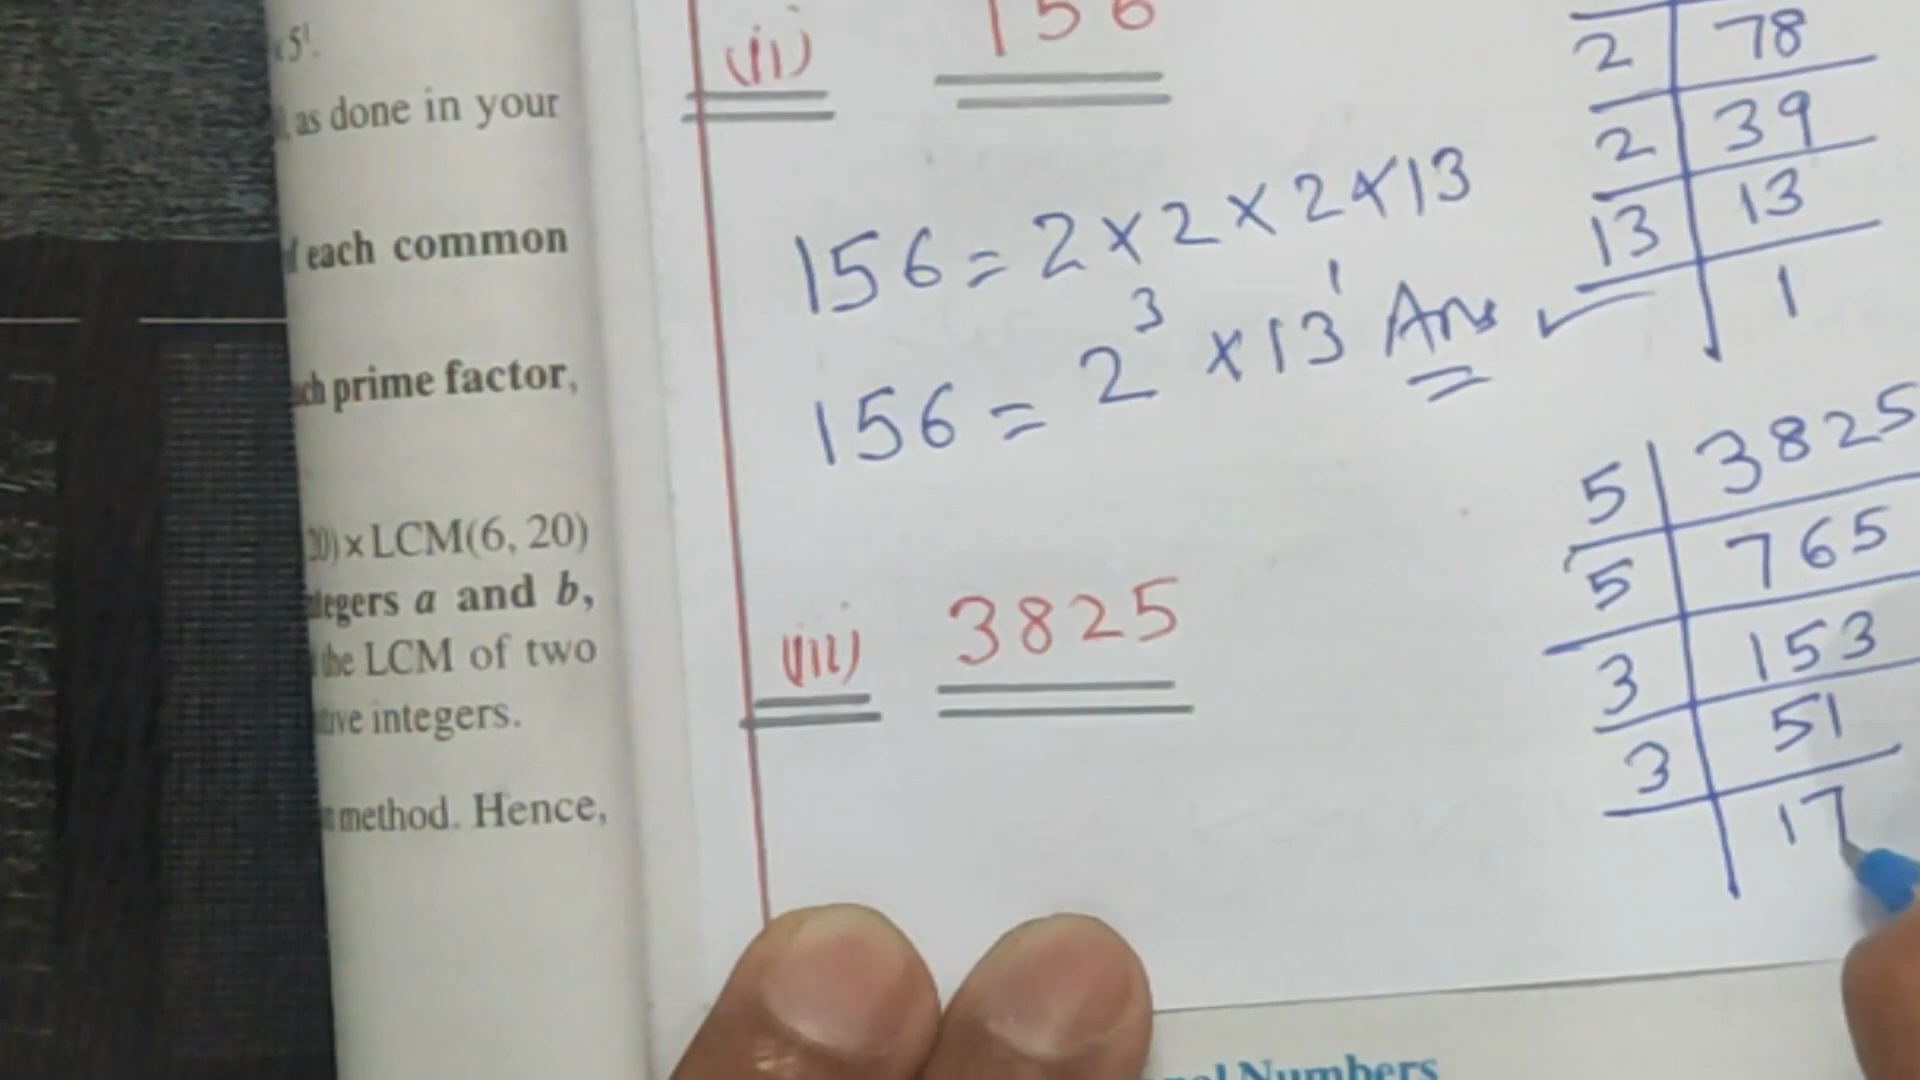 5¹.
as done in your
each common
prime factor,
20) x LCM(6, 20)
integers a and b,
the LCM of two
integers.
method. Hence,
(ii) 156
156 = 2 × 2 × 2 × 13
156 = 2³ × 13¹ Ans
(iii) 3825
2 | 78
2 | 39
13 | 13
1
5 | 3825
5 | 765
3 | 153
3 | 51
17
Numbers